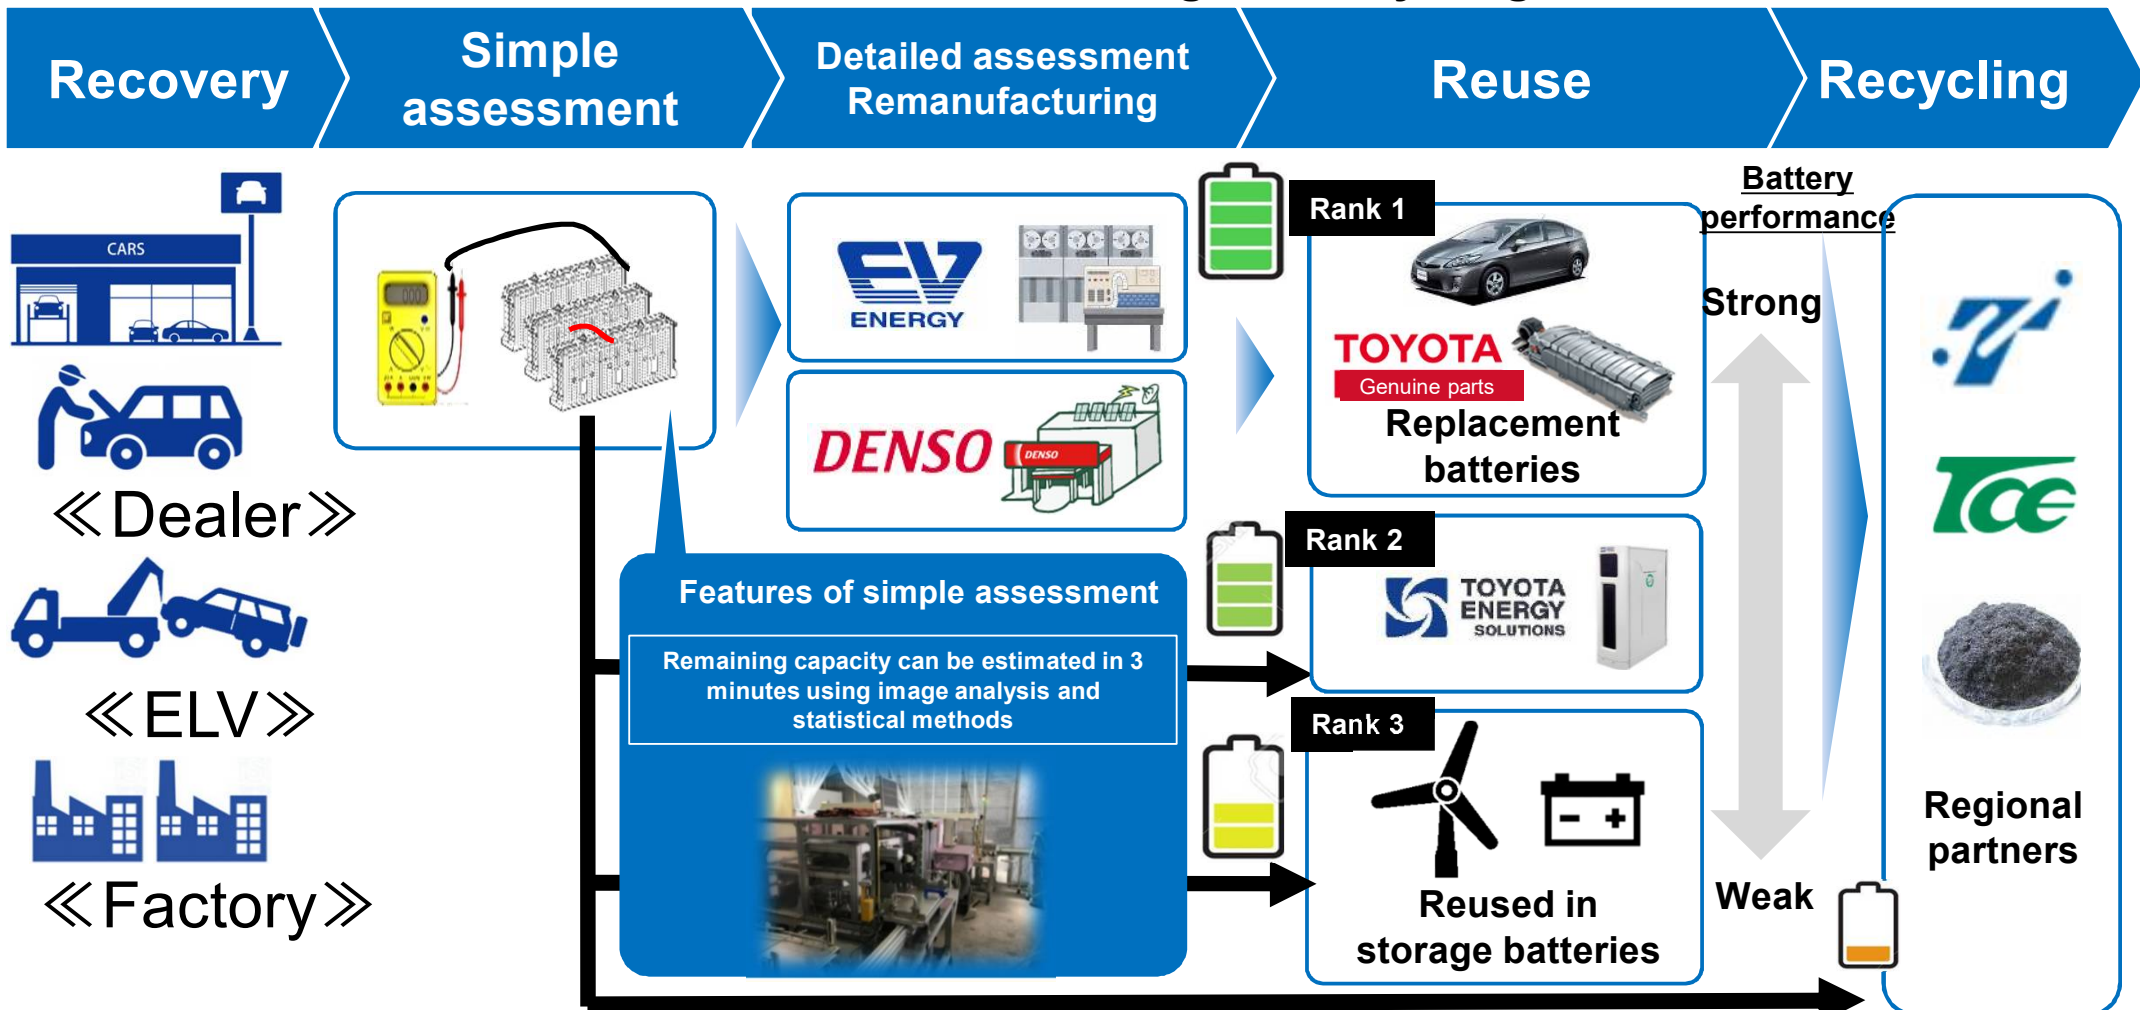 Recovery
Simple
assessment
Detailed assessment
Remanufacturing
Reuse
Recycling
CARS
≪Dealer≫
≪ELV≫
≪Factory≫
EV
ENERGY
DENSO
DENSO
Features of simple assessment
Remaining capacity can be estimated in 3
minutes using image analysis and
statistical methods
Rank 1
TOYOTA
Genuine parts
Replacement
batteries
Rank 2
TOYOTA
ENERGY
SOLUTIONS
Rank 3
- +
Reused in
storage batteries
Battery
performance
Strong
Weak
TCE
Regional
partners